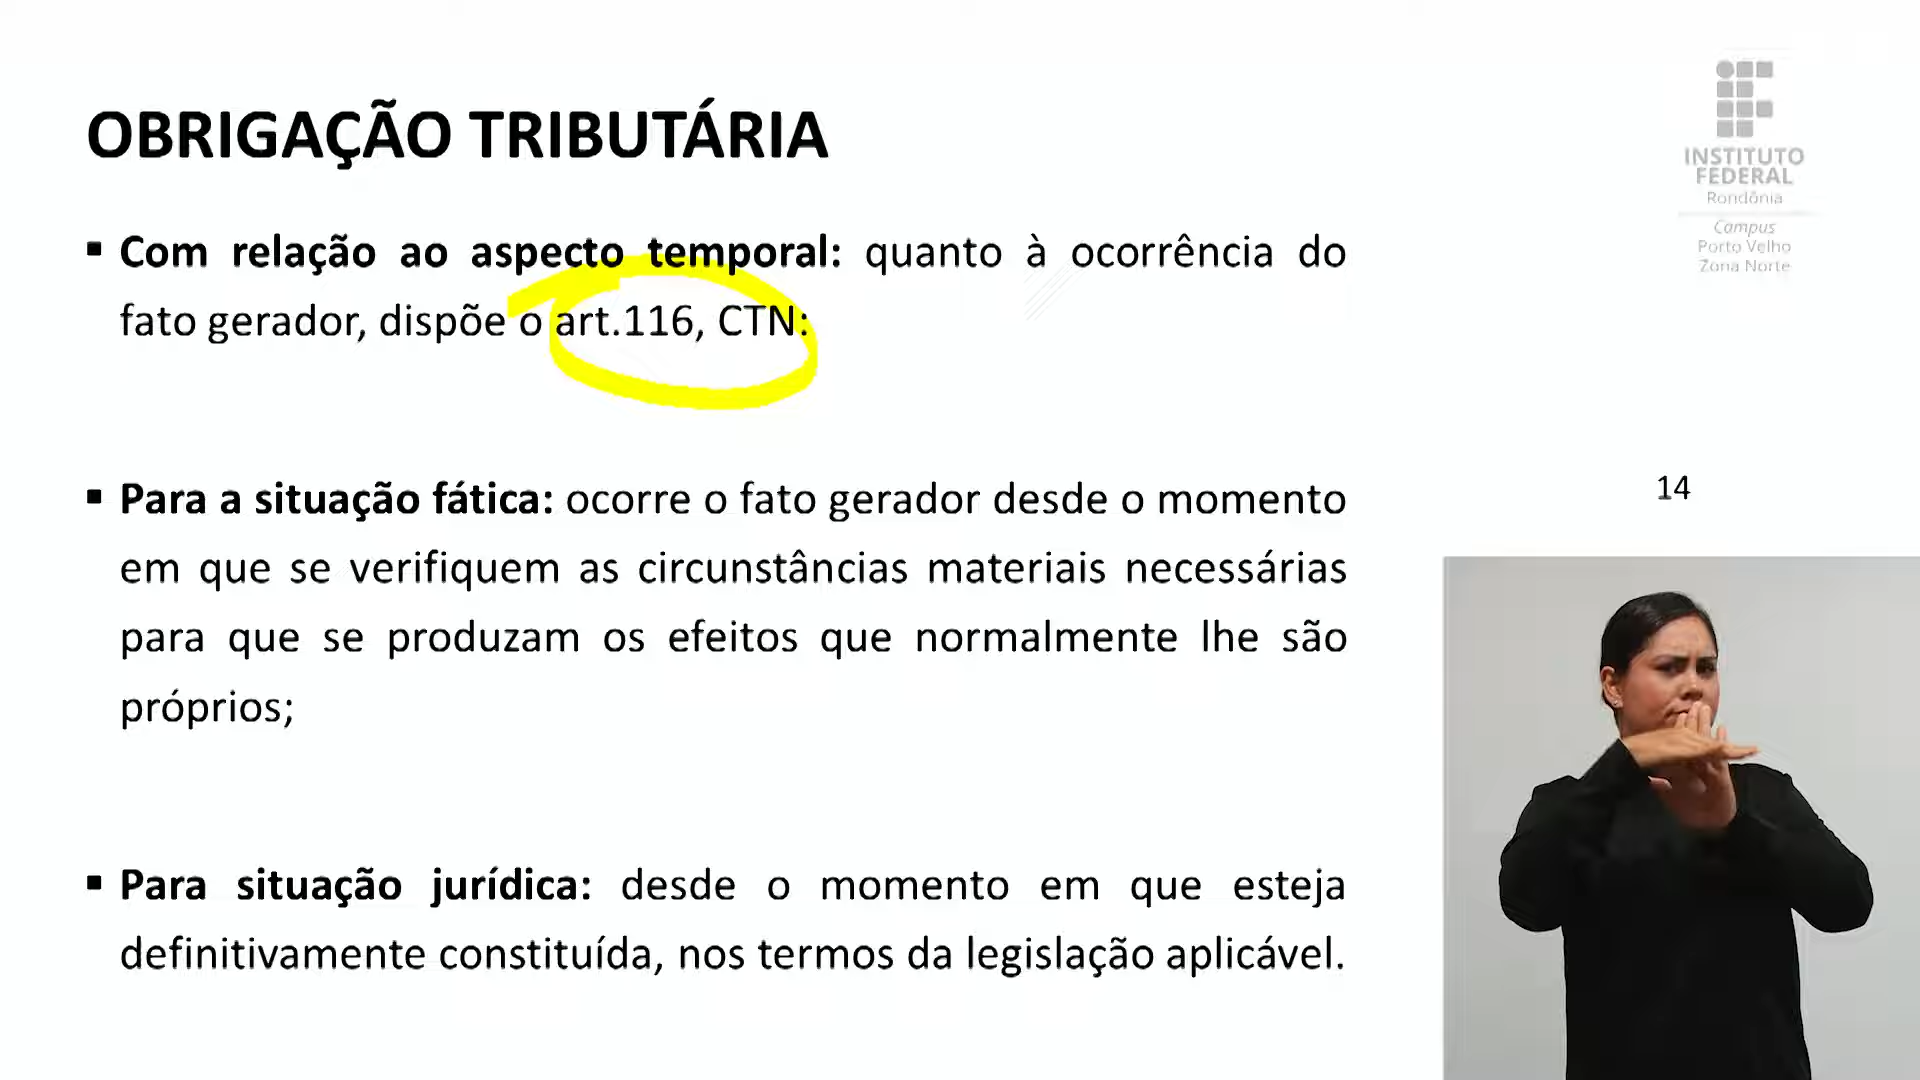 OBRIGAÇÃO TRIBUTÁRIA
INSTITUTO
FEDERAL
Rondônia
Campus
Porto Velho
Zona Norte
▪ Com relação ao aspecto temporal: quanto à ocorrência do
fato gerador, dispõe o art.116, CTN:
▪ Para a situação fática: ocorre o fato gerador desde o momento
em que se verifiquem as circunstâncias materiais necessárias
para que se produzam os efeitos que normalmente lhe são
próprios;
14
▪ Para situação jurídica: desde o momento em que esteja
definitivamente constituída, nos termos da legislação aplicável.